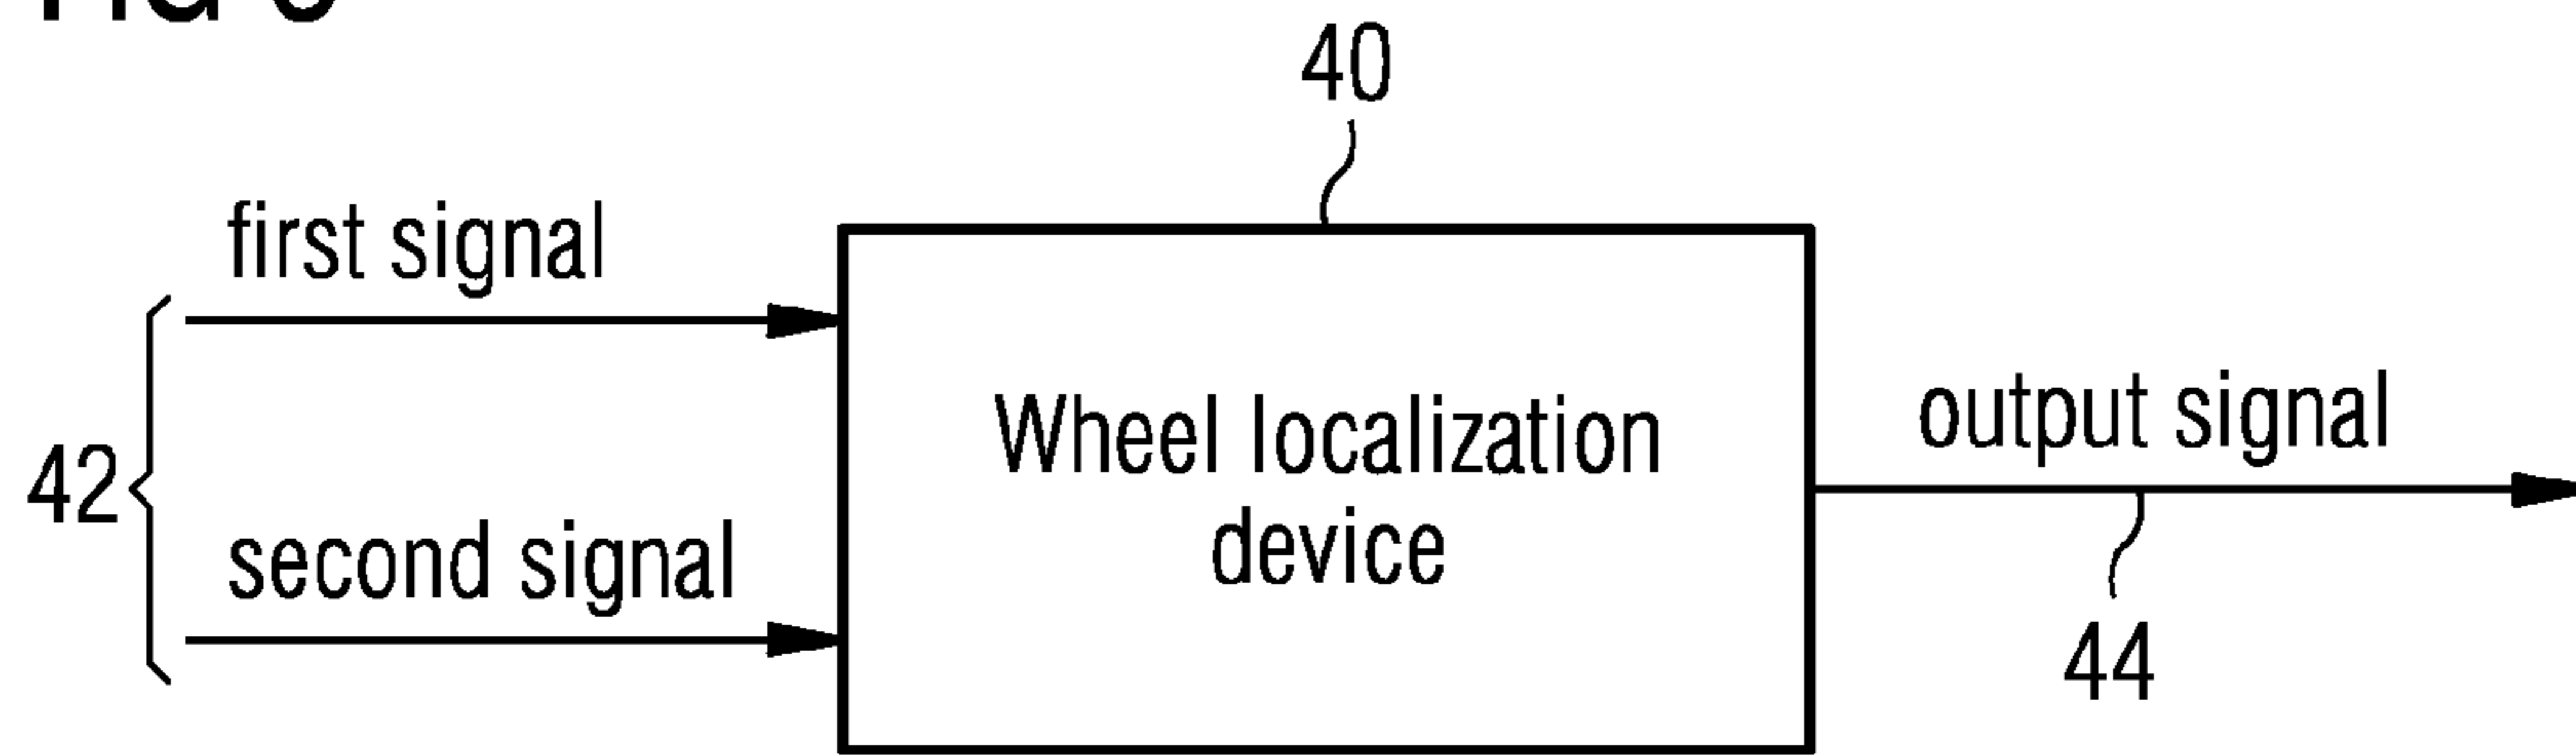 40
first signal
42
second signal
Wheel localization
device
output signal
44